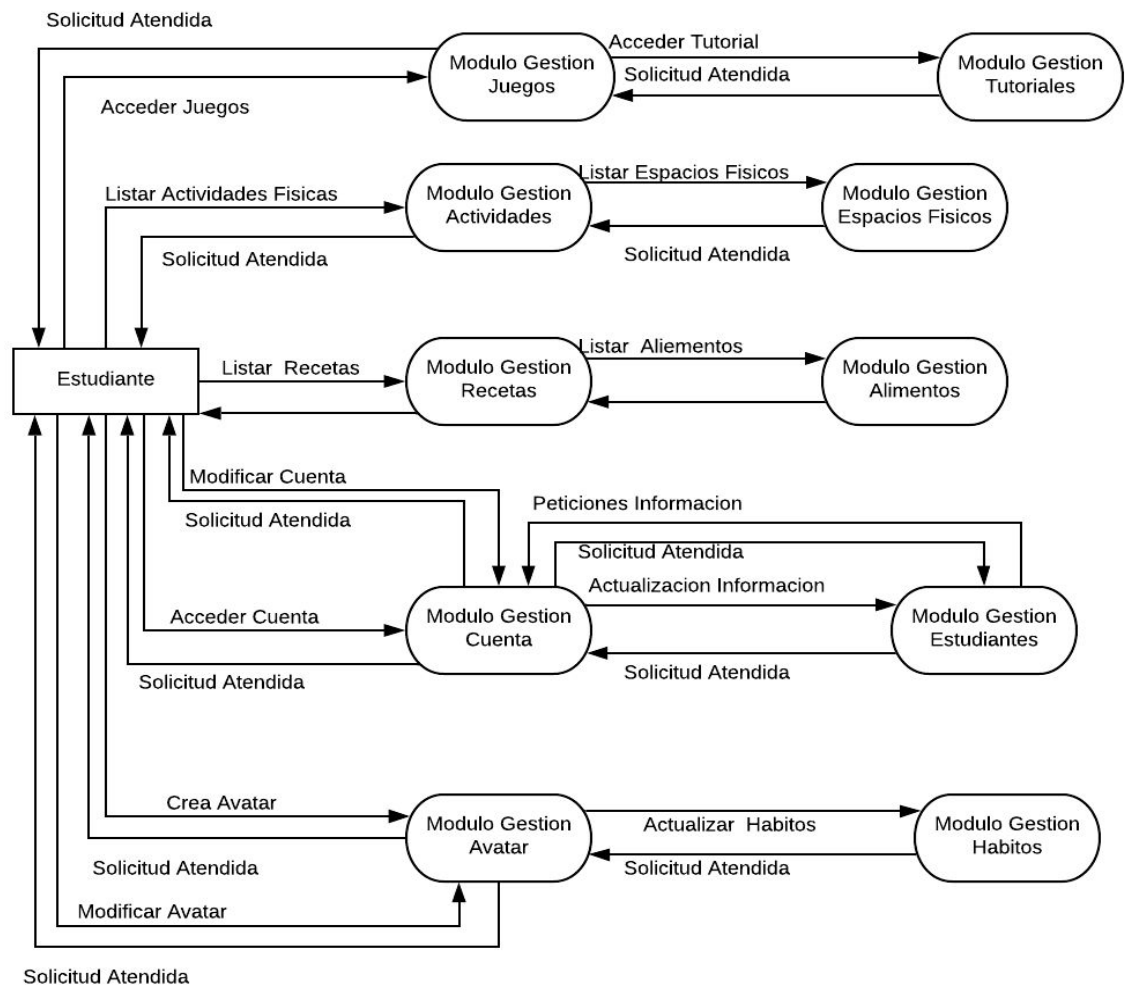 Solicitud Atendida
Acceder Tutorial
Modulo Gestion
Juegos
Modulo Gestion
Tutoriales
Solicitud Atendida
Acceder Juegos
Listar Espacios Fisicos
Listar Actividades Fisicas
Modulo Gestion
Actividades
Modulo Gestion
Espacios Fisicos
Solicitud Atendida
Solicitud Atendida
Listar Aliementos
Estudiante
Listar Recetas
Modulo Gestion
Recetas
Modulo Gestion
Alimentos
Modificar Cuenta
Solicitud Atendida
Peticiones Informacion
Solicitud Atendida
Actualizacion Informacion
Acceder Cuenta
Modulo Gestion
Cuenta
Modulo Gestion
Estudiantes
Solicitud Atendida
Solicitud Atendida
Crea Avatar
Modulo Gestion
Avatar
Actualizar Habitos
Modulo Gestion
Habitos
Solicitud Atendida
Solicitud Atendida
Modificar Avatar
Solicitud Atendida